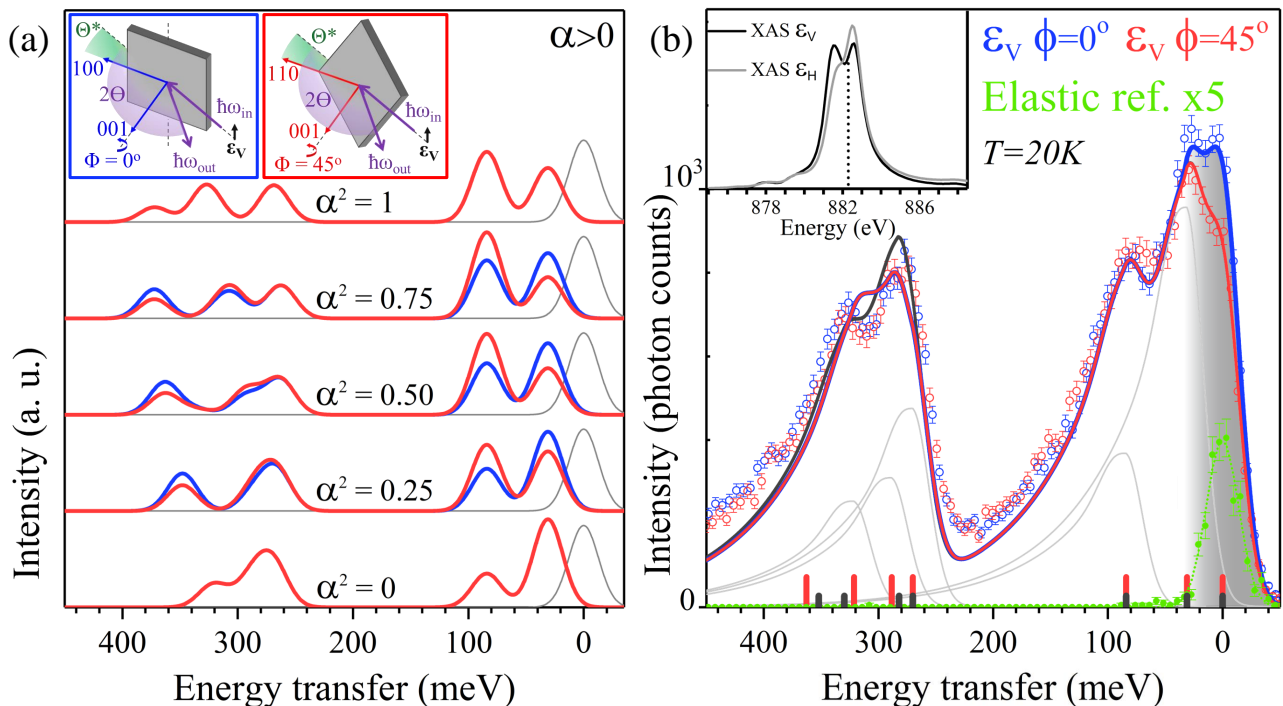 (a)
α>0
Θ*
100
2Θ
001
Φ = 0°
ħω_out
ħω_in
ε_V
Θ*
110
2Θ
001
Φ = 45°
ħω_out
ħω_in
ε_V
α² = 1
α² = 0.75
α² = 0.50
α² = 0.25
α² = 0
Intensity (a. u.)
400 300 200 100 0
Energy transfer (meV)
(b)
XAS ε_V
XAS ε_H
878 882 886
Energy (eV)
ε_V ϕ=0° ε_V ϕ=45°
Elastic ref. x5
T=20K
10³
0
Intensity (photon counts)
400 300 200 100 0
Energy transfer (meV)